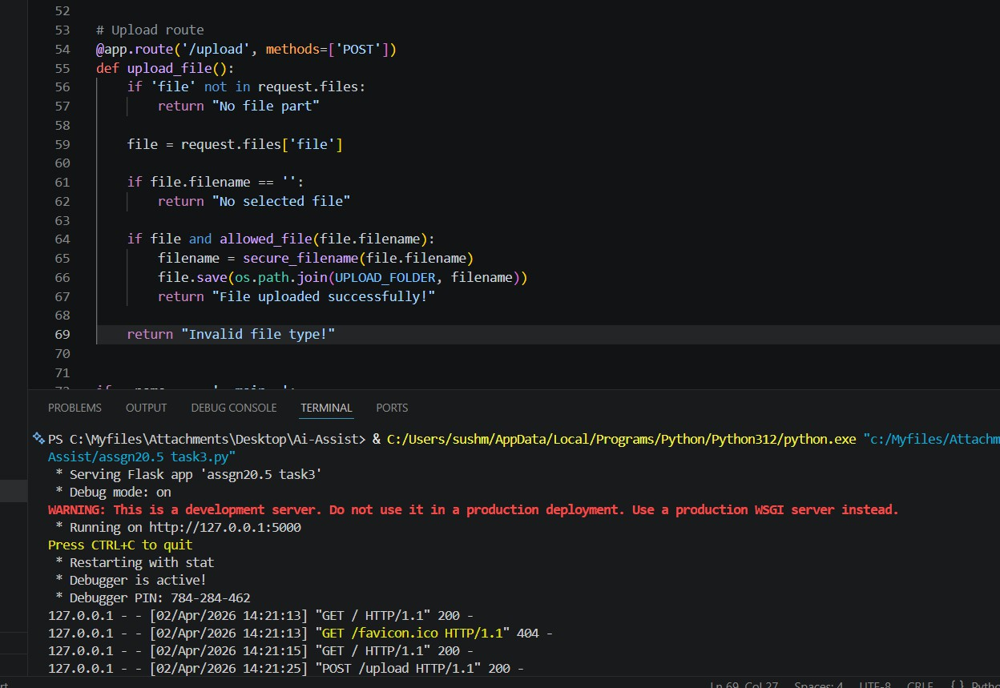 52
53 # Upload route
54 @app.route('/upload', methods=['POST'])
55 def upload_file():
56 if 'file' not in request.files:
57 return "No file part"
58
59 file = request.files['file']
60
61 if file.filename == '':
62 return "No selected file"
63
64 if file and allowed_file(file.filename):
65 filename = secure_filename(file.filename)
66 file.save(os.path.join(UPLOAD_FOLDER, filename))
67 return "File uploaded successfully!"
68
69 return "Invalid file type!"
70
71
PROBLEMS OUTPUT DEBUG CONSOLE TERMINAL PORTS
PS C:\Myfiles\Attachments\Desktop\Ai-Assist> & C:/Users/sushm/AppData/Local/Programs/Python/Python312/python.exe "c:/Myfiles/Attachm
Assist/assgn20.5 task3.py"
* Serving Flask app 'assgn20.5 task3'
* Debug mode: on
WARNING: This is a development server. Do not use it in a production deployment. Use a production WSGI server instead.
* Running on http://127.0.0.1:5000
Press CTRL+C to quit
* Restarting with stat
* Debugger is active!
* Debugger PIN: 784-284-462
127.0.0.1 - - [02/Apr/2026 14:21:13] "GET / HTTP/1.1" 200 -
127.0.0.1 - - [02/Apr/2026 14:21:13] "GET /favicon.ico HTTP/1.1" 404 -
127.0.0.1 - - [02/Apr/2026 14:21:15] "GET / HTTP/1.1" 200 -
127.0.0.1 - - [02/Apr/2026 14:21:25] "POST /upload HTTP/1.1" 200 -
Ln 69, Col 27 Spaces: 4 UTF-8 CRLF { }